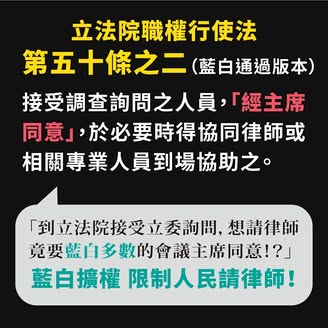 立法院職權行使法
第五十條之二(藍白通過版本)
接受調查詢問之人員,「經主席
同意」,於必要時得協同律師或
相關專業人員到場協助之。
「到立法院接受立委詢問,想請律師
竟要藍白多數的會議主席同意!?」
藍白擴權 限制人民請律師!